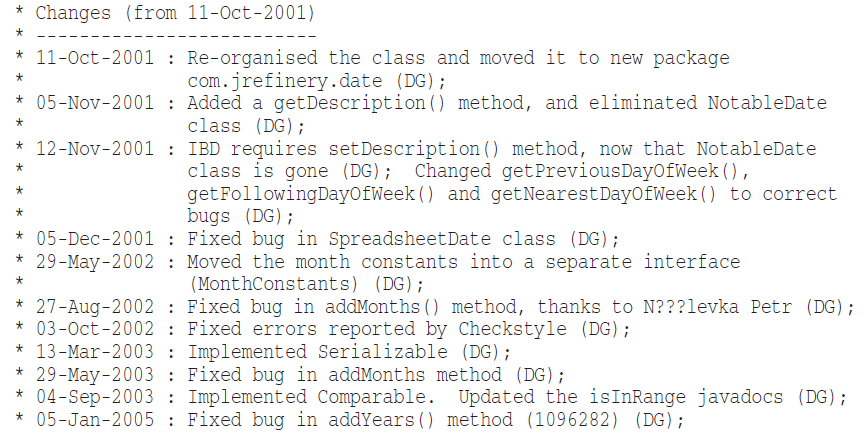 * Changes (from 11-Oct-2001)
* --------------------------
* 11-Oct-2001 : Re-organised the class and moved it to new package
*               com.jrefinery.date (DG);
* 05-Nov-2001 : Added a getDescription() method, and eliminated NotableDate
*               class (DG);
* 12-Nov-2001 : IBD requires setDescription() method, now that NotableDate
*               class is gone (DG);  Changed getPreviousDayOfWeek(),
*               getFollowingDayOfWeek() and getNearestDayOfWeek() to correct
*               bugs (DG);
* 05-Dec-2001 : Fixed bug in SpreadsheetDate class (DG);
* 29-May-2002 : Moved the month constants into a separate interface
*               (MonthConstants) (DG);
* 27-Aug-2002 : Fixed bug in addMonths() method, thanks to N???levka Petr (DG);
* 03-Oct-2002 : Fixed errors reported by Checkstyle (DG);
* 13-Mar-2003 : Implemented Serializable (DG);
* 29-May-2003 : Fixed bug in addMonths method (DG);
* 04-Sep-2003 : Implemented Comparable.  Updated the isInRange javadocs (DG);
* 05-Jan-2005 : Fixed bug in addYears() method (1096282) (DG);